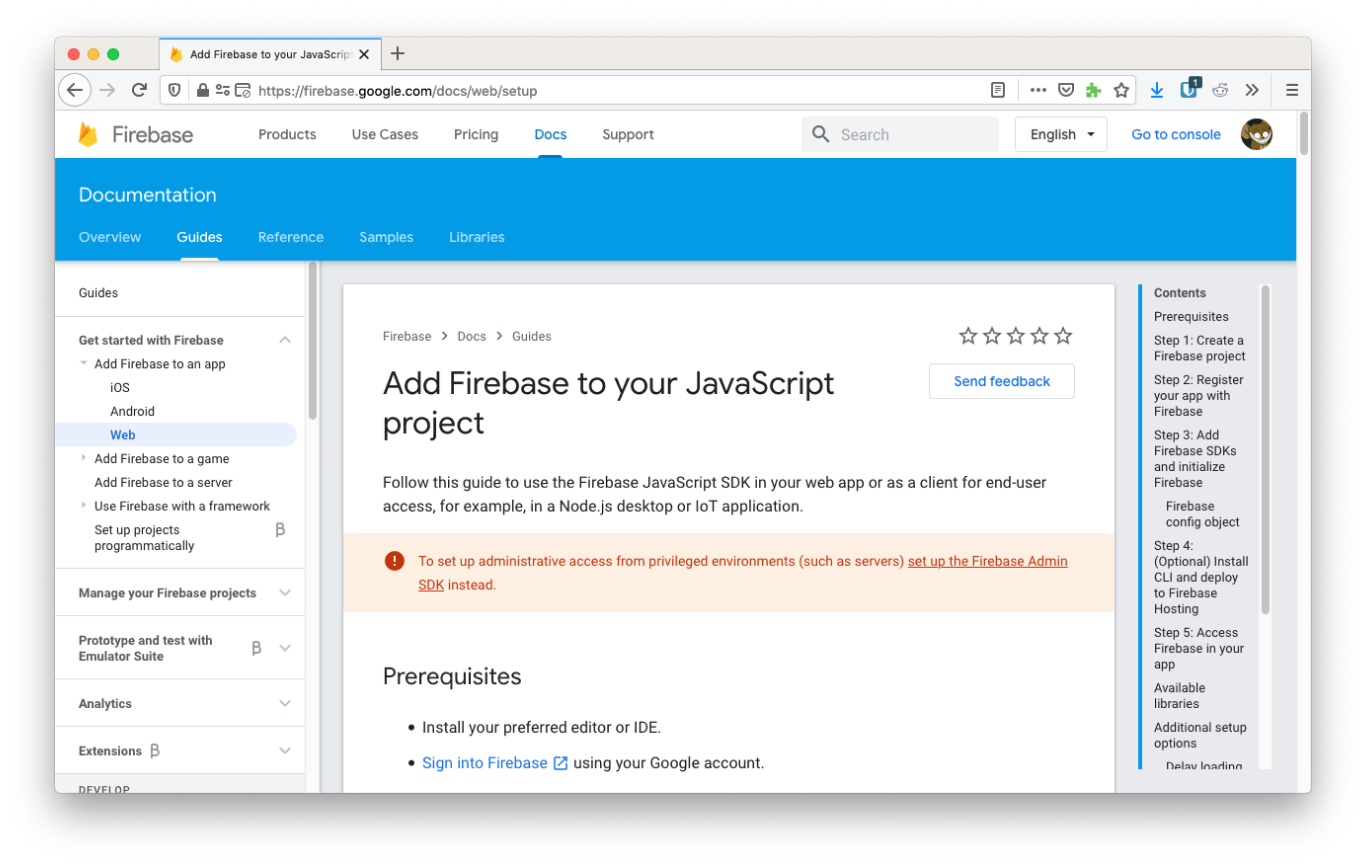 Add Firebase to your JavaScrip
https://firebase.google.com/docs/web/setup
1
Firebase
Products
Use Cases
Pricing
Docs
Support
Search
English
Go to console
Documentation
Overview
Guides
Reference
Samples
Libraries
Guides
Get started with Firebase
Add Firebase to an app
iOS
Android
Web
Add Firebase to a game
Add Firebase to a server
Use Firebase with a framework
Set up projects
programmatically
β
Manage your Firebase projects
Prototype and test with
Emulator Suite
β
Analytics
Extensions β
DEVELOP
Firebase > Docs > Guides
Add Firebase to your JavaScript
project
Send feedback
Follow this guide to use the Firebase JavaScript SDK in your web app or as a client for end-user
access, for example, in a Node.js desktop or IoT application.
To set up administrative access from privileged environments (such as servers) set up the Firebase Admin
SDK instead.
Prerequisites
• Install your preferred editor or IDE.
• Sign into Firebase using your Google account.
Contents
Prerequisites
Step 1: Create a
Firebase project
Step 2: Register
your app with
Firebase
Step 3: Add
Firebase SDKs
and initialize
Firebase
Firebase
config object
Step 4:
(Optional) Install
CLI and deploy
to Firebase
Hosting
Step 5: Access
Firebase in your
app
Available
libraries
Additional setup
options
Delay loading